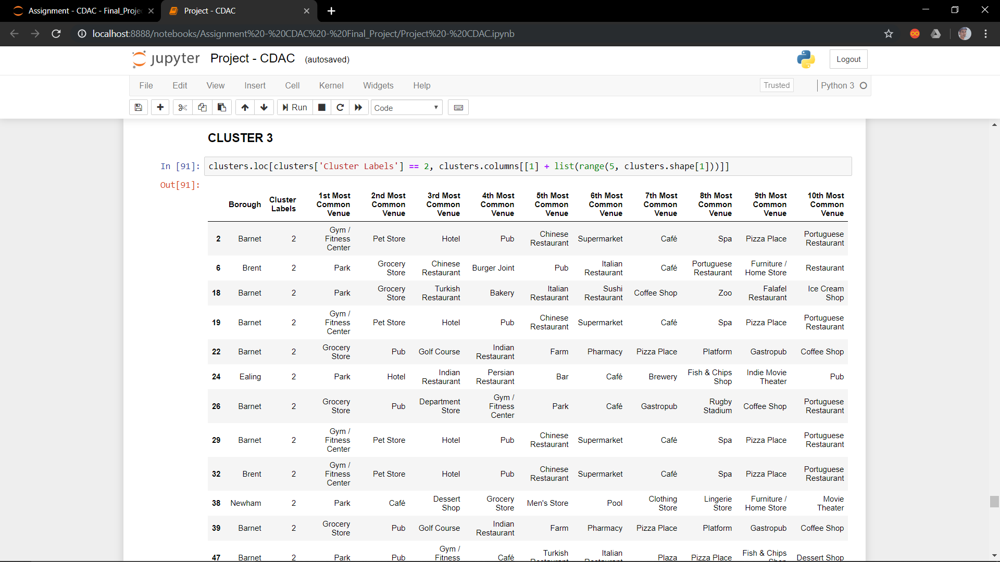 Assignment - CDAC - Final_Proje
Project - CDAC
localhost:8888/notebooks/Assignment%20-%20CDAC%20-%20Final_Project/Project%20-%20CDAC.ipynb
jupyter Project - CDAC (autosaved)
Logout
File Edit View Insert Cell Kernel Widgets Help
Trusted
Python 3
Run
Code
CLUSTER 3
In [91]: clusters.loc[clusters['Cluster Labels'] == 2, clusters.columns[[1] + list(range(5, clusters.shape[1]))]]
Out[91]:
Borough Cluster Labels 1st Most Common Venue 2nd Most Common Venue 3rd Most Common Venue 4th Most Common Venue 5th Most Common Venue 6th Most Common Venue 7th Most Common Venue 8th Most Common Venue 9th Most Common Venue 10th Most Common Venue
2 Barnet 2 Gym / Fitness Center Pet Store Hotel Pub Chinese Restaurant Supermarket Café Spa Pizza Place Portuguese Restaurant
6 Brent 2 Park Grocery Store Chinese Restaurant Burger Joint Pub Italian Restaurant Café Portuguese Restaurant Furniture / Home Store Restaurant
18 Barnet 2 Park Grocery Store Turkish Restaurant Bakery Italian Restaurant Sushi Restaurant Coffee Shop Zoo Falafel Restaurant Ice Cream Shop
19 Barnet 2 Gym / Fitness Center Pet Store Hotel Pub Chinese Restaurant Supermarket Café Spa Pizza Place Portuguese Restaurant
22 Barnet 2 Grocery Store Pub Golf Course Indian Restaurant Farm Pharmacy Pizza Place Platform Gastropub Coffee Shop
24 Ealing 2 Park Hotel Indian Restaurant Persian Restaurant Bar Café Brewery Fish & Chips Shop Indie Movie Theater Pub
26 Barnet 2 Grocery Store Pub Department Store Gym / Fitness Center Park Café Gastropub Rugby Stadium Coffee Shop Portuguese Restaurant
29 Barnet 2 Gym / Fitness Center Pet Store Hotel Pub Chinese Restaurant Supermarket Café Spa Pizza Place Portuguese Restaurant
32 Brent 2 Gym / Fitness Center Pet Store Hotel Pub Chinese Restaurant Supermarket Café Spa Pizza Place Portuguese Restaurant
38 Newham 2 Park Café Dessert Shop Grocery Store Men's Store Pool Clothing Store Lingerie Store Furniture / Home Store Movie Theater
39 Barnet 2 Grocery Store Pub Golf Course Indian Restaurant Farm Pharmacy Pizza Place Platform Gastropub Coffee Shop
47 Barnet 2 Park Pub Gym / Fitness Café Turkish Italian Plaza Pizza Place Fish & Chips Dessert Shop